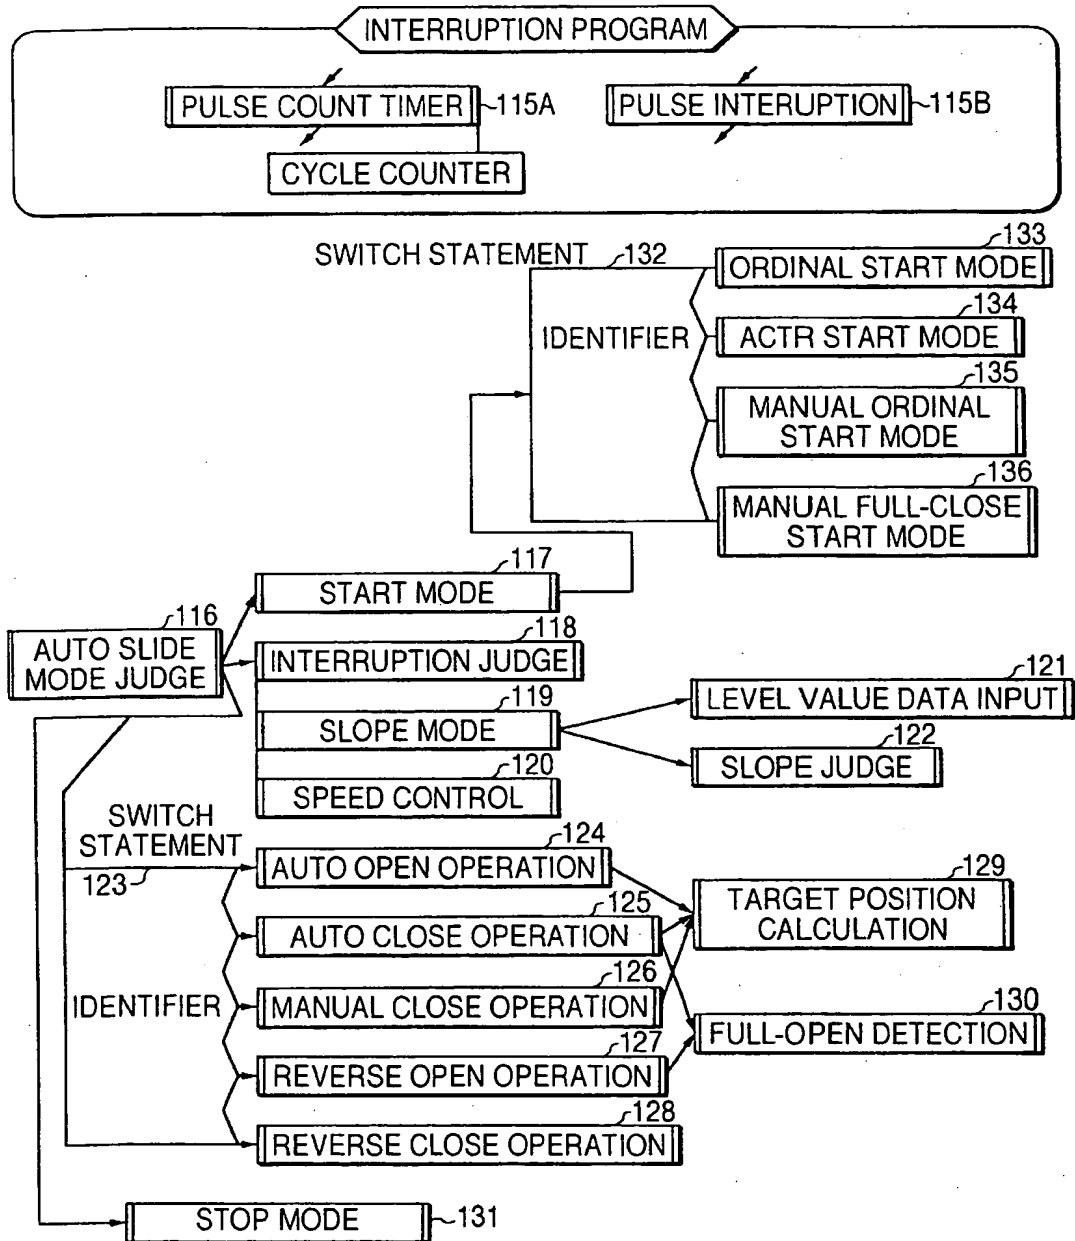 INTERRUPTION PROGRAM
PULSE COUNT TIMER
115A
PULSE INTERUPTION
115B
CYCLE COUNTER
SWITCH STATEMENT
132
133
ORDINAL START MODE
134
IDENTIFIER
ACTR START MODE
135
MANUAL ORDINAL
START MODE
136
MANUAL FULL-CLOSE
START MODE
117
START MODE
116
AUTO SLIDE
MODE JUDGE
118
INTERRUPTION JUDGE
119
SLOPE MODE
121
LEVEL VALUE DATA INPUT
122
SLOPE JUDGE
120
SPEED CONTROL
SWITCH
STATEMENT
123
124
AUTO OPEN OPERATION
129
TARGET POSITION
CALCULATION
125
AUTO CLOSE OPERATION
IDENTIFIER
126
MANUAL CLOSE OPERATION
130
FULL-OPEN DETECTION
127
REVERSE OPEN OPERATION
128
REVERSE CLOSE OPERATION
STOP MODE
131